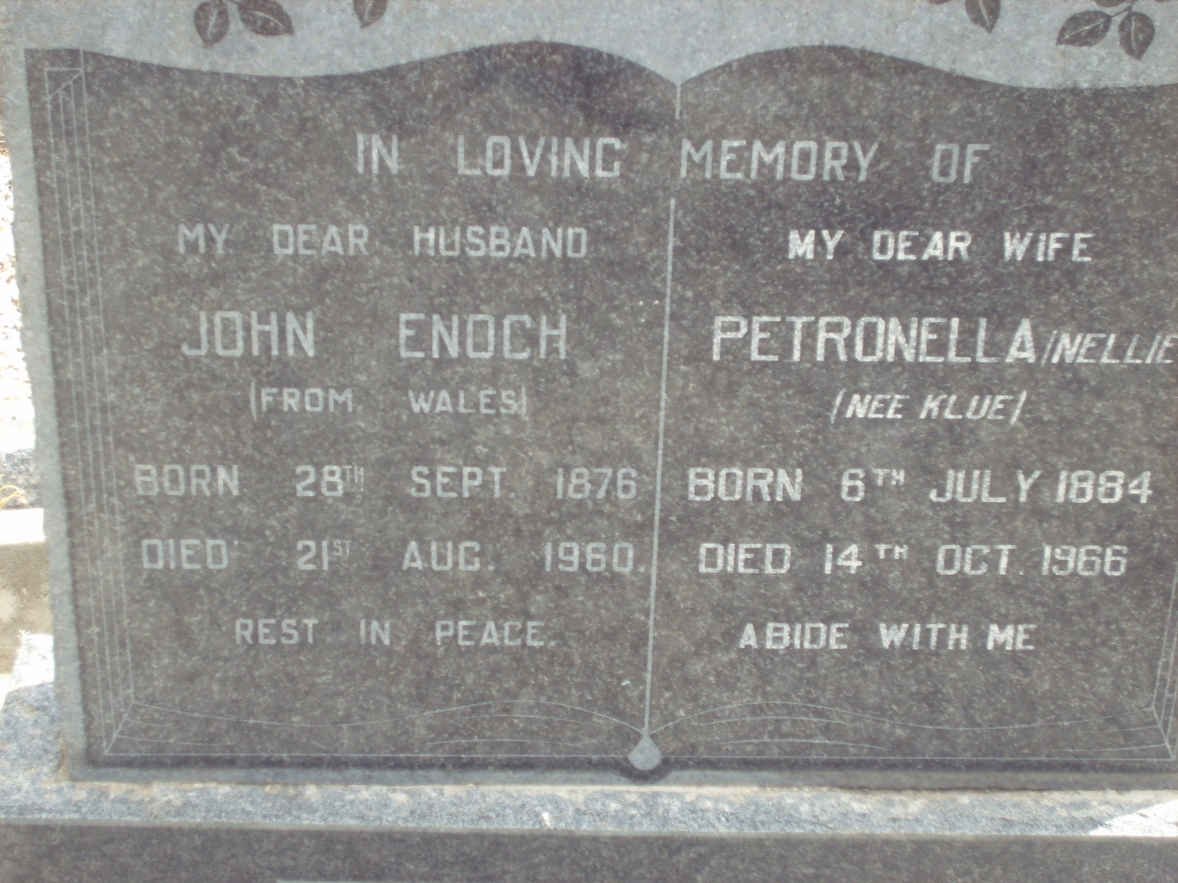 IN LOVING MEMORY OF
MY DEAR HUSBAND
JOHN ENOCH
(FROM WALES)
BORN 28TH SEPT. 1876
DIED 21ST AUG. 1960.
REST IN PEACE.
MY DEAR WIFE
PETRONELLA (NELLIE
(NEE KLUE)
BORN 6TH JULY 1884
DIED 14TH OCT. 1966
ABIDE WITH ME